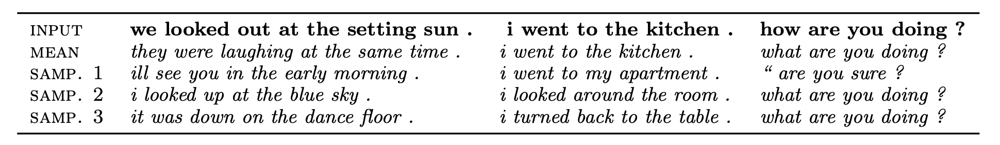 INPUT we looked out at the setting sun . i went to the kitchen . how are you doing ?
MEAN they were laughing at the same time . i went to the kitchen . what are you doing ?
SAMP. 1 ill see you in the early morning . i went to my apartment . “ are you sure ?
SAMP. 2 i looked up at the blue sky . i looked around the room . what are you doing ?
SAMP. 3 it was down on the dance floor . i turned back to the table . what are you doing ?